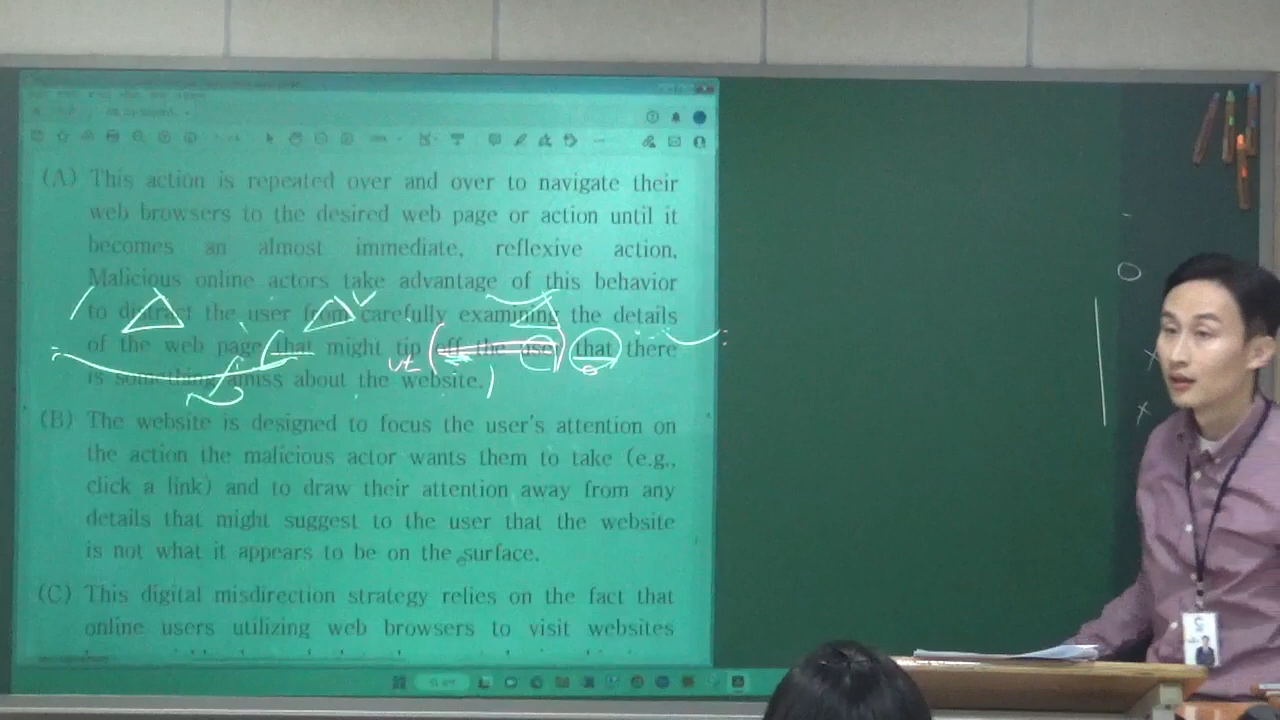 (A) This action is repeated over and over to navigate their
web browsers to the desired web page or action until it
becomes an almost immediate, reflexive action.
Malicious online actors take advantage of this behavior
to distract the user from carefully examining the details
of the web page that might tip off the user that there
is something amiss about the website.
(B) The website is designed to focus the user's attention on
the action the malicious actor wants them to take (e.g.,
click a link) and to draw their attention away from any
details that might suggest to the user that the website
is not what it appears to be on the surface.
(C) This digital misdirection strategy relies on the fact that
online users utilizing web browsers to visit websites